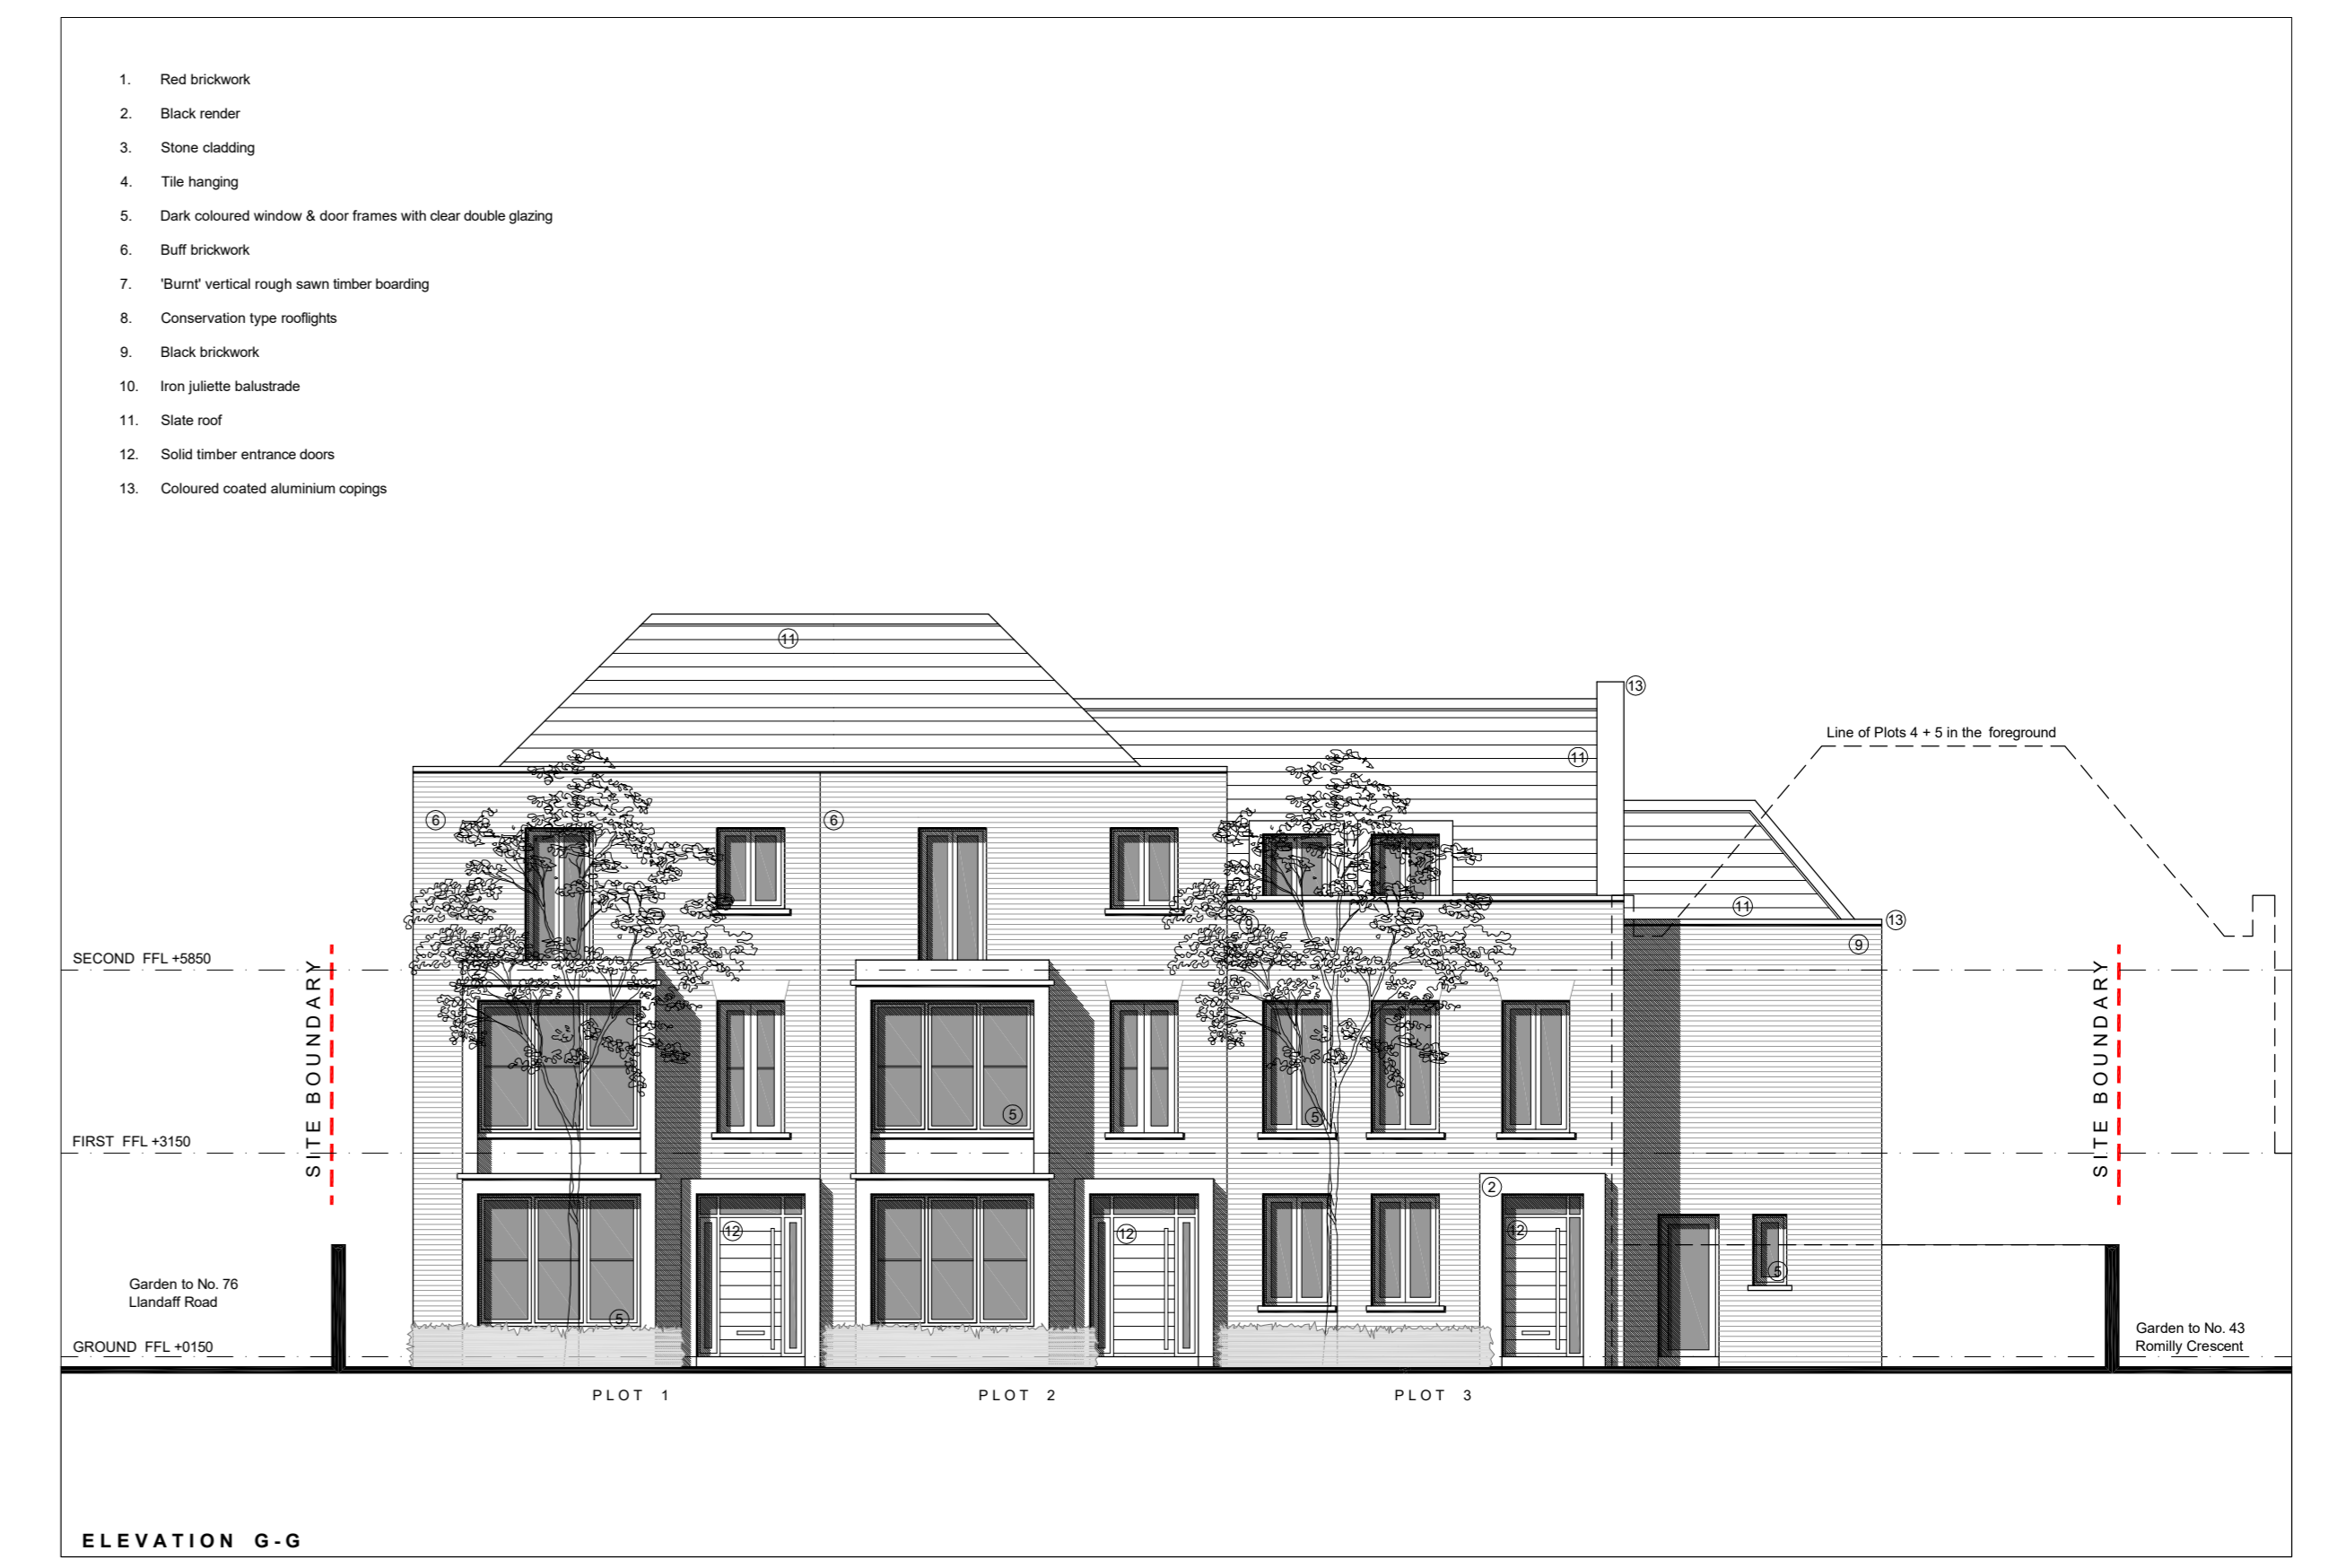 1. Red brickwork
2. Black render
3. Stone cladding
4. Tile hanging
5. Dark coloured window & door frames with clear double glazing
6. Buff brickwork
7. 'Burnt' vertical rough sawn timber boarding
8. Conservation type rooflights
9. Black brickwork
10. Iron juliette balustrade
11. Slate roof
12. Solid timber entrance doors
13. Coloured coated aluminium copings
11
13
Line of Plots 4 + 5 in the foreground
11
6
6
11
13
9
9
SECOND FFL +5850
SITE BOUNDARY
SITE BOUNDARY
5
5
FIRST FFL +3150
2
12
12
12
5
Garden to No. 76
Llandaff Road
5
Garden to No. 43
Romilly Crescent
GROUND FFL +0150
PLOT 1
PLOT 2
PLOT 3
ELEVATION G-G